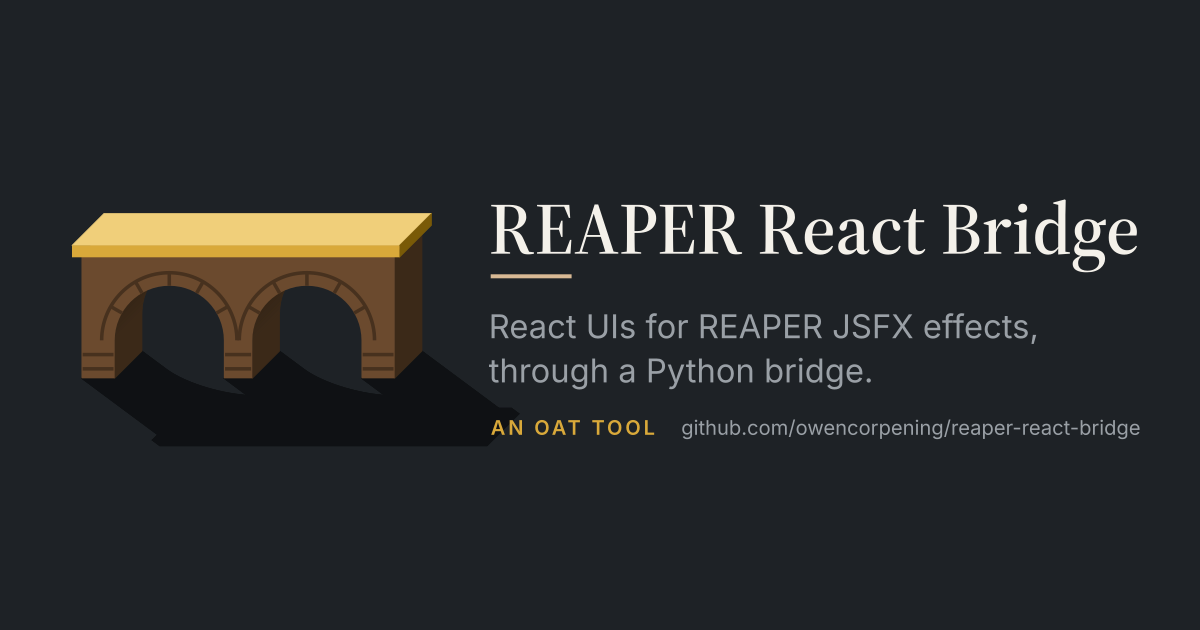 REAPER React Bridge
React UIs for REAPER JSFX effects,
through a Python bridge.
AN OAT TOOL github.com/owencorpening/reaper-react-bridge